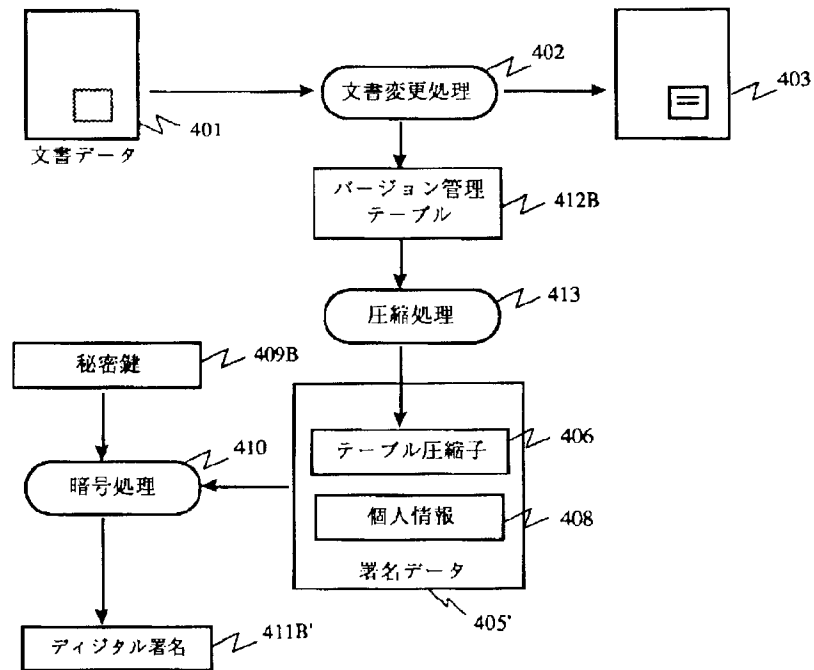 402
文書変更処理
403
401
文書データ
バージョン管理
テーブル
412B
413
圧縮処理
秘密鍵
409B
テーブル圧縮子
406
410
暗号処理
個人情報
408
署名データ
405'
ディジタル署名
411B'